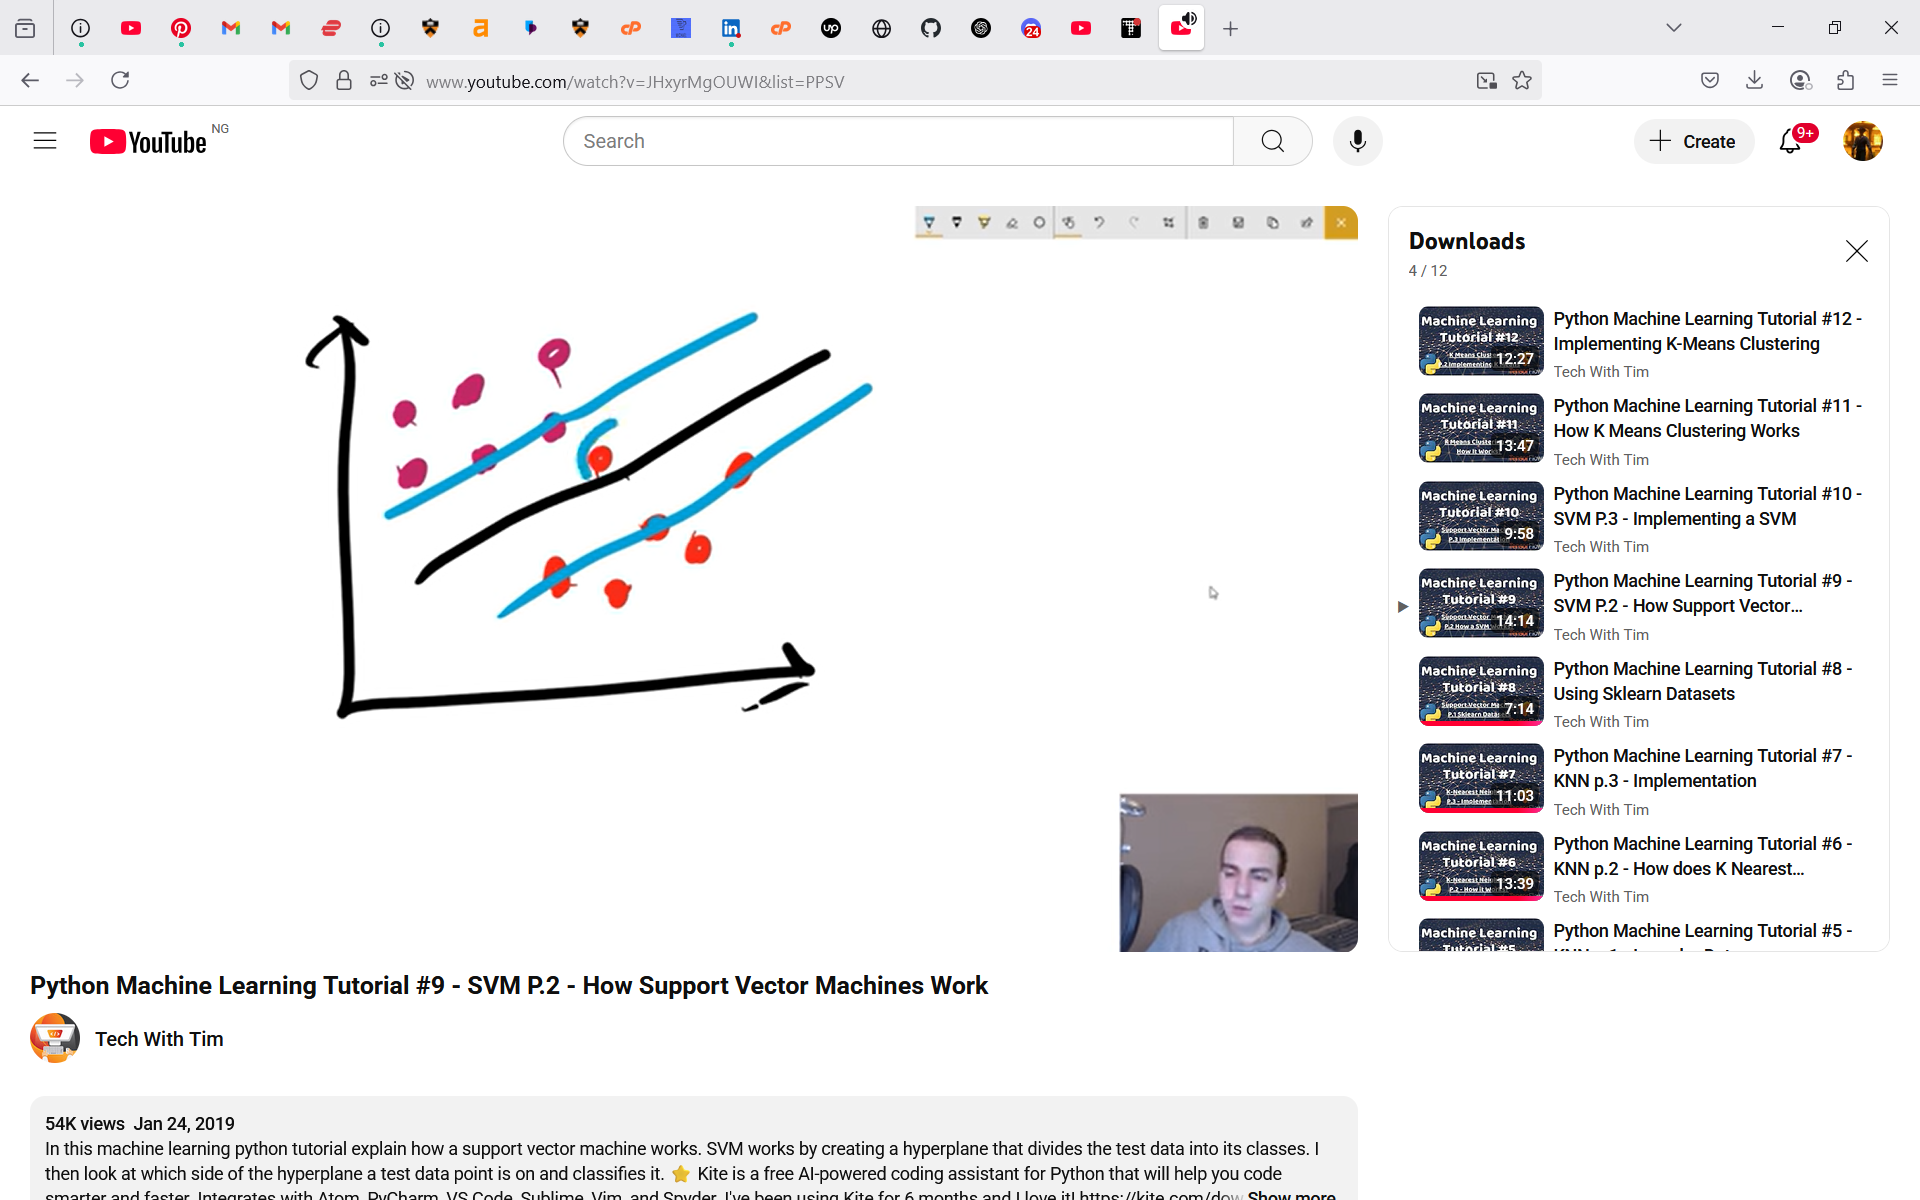 24
www.youtube.com/watch?v=JHxyrMgOUWI&list=PPSV
YouTube NG
Search
Create
9+
Downloads
4 / 12
Machine Learning
Tutorial #12
12:27
Python Machine Learning Tutorial #12 -
Implementing K-Means Clustering
Tech With Tim
Machine Learning
Tutorial #11
13:47
Python Machine Learning Tutorial #11 -
How K Means Clustering Works
Tech With Tim
Machine Learning
Tutorial #10
9:58
Python Machine Learning Tutorial #10 -
SVM P.3 - Implementing a SVM
Tech With Tim
Machine Learning
Tutorial #9
14:14
Python Machine Learning Tutorial #9 -
SVM P.2 - How Support Vector...
Tech With Tim
Machine Learning
Tutorial #8
7:14
Python Machine Learning Tutorial #8 -
Using Sklearn Datasets
Tech With Tim
Machine Learning
Tutorial #7
11:03
Python Machine Learning Tutorial #7 -
KNN p.3 - Implementation
Tech With Tim
Machine Learning
Tutorial #6
13:39
Python Machine Learning Tutorial #6 -
KNN p.2 - How does K Nearest...
Tech With Tim
Machine Learning
Tutorial #5
Python Machine Learning Tutorial #5 -
Python Machine Learning Tutorial #9 - SVM P.2 - How Support Vector Machines Work
Tech With Tim
54K views Jan 24, 2019
In this machine learning python tutorial explain how a support vector machine works. SVM works by creating a hyperplane that divides the test data into its classes. I
then look at which side of the hyperplane a test data point is on and classifies it. ⭐ Kite is a free AI-powered coding assistant for Python that will help you code
smarter and faster. Integrates with Atom, PyCharm, VS Code, Sublime, Vim, and Spyder. I've been using Kite for 6 months and I love it! https://kite.com/dow Show more